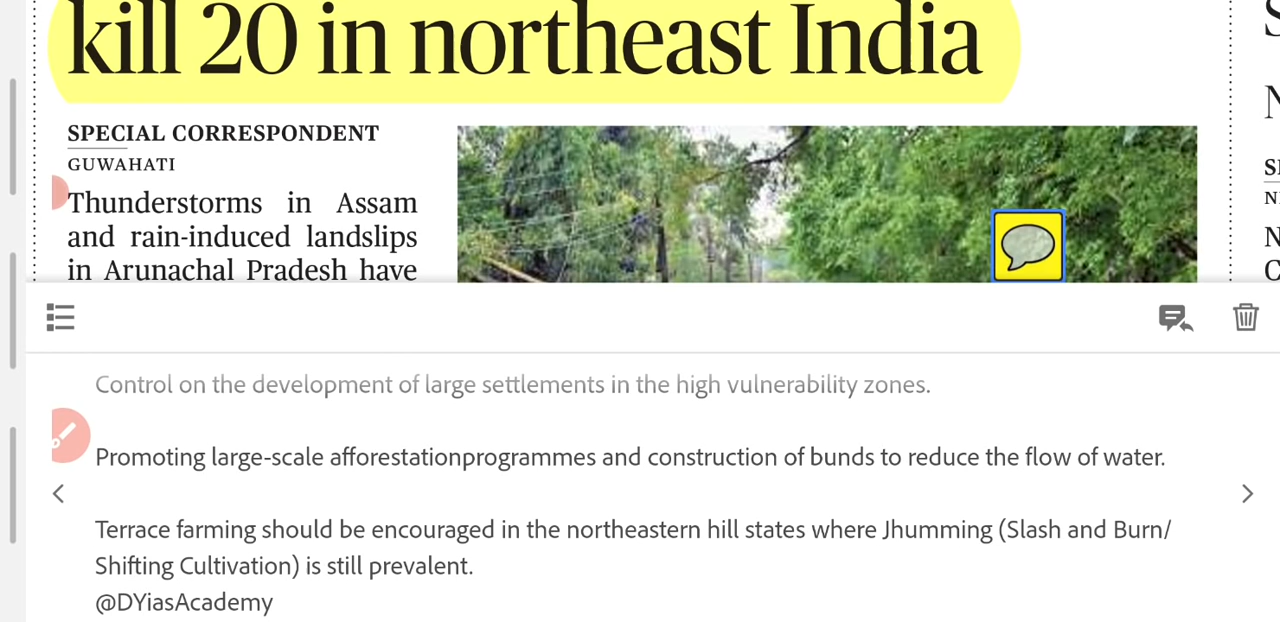 kill 20 in northeast India
SPECIAL CORRESPONDENT
GUWAHATI
Thunderstorms in Assam
and rain-induced landslips
in Arunachal Pradesh have
S
N
Control on the development of large settlements in the high vulnerability zones.
Promoting large-scale afforestationprogrammes and construction of bunds to reduce the flow of water.
Terrace farming should be encouraged in the northeastern hill states where Jhumming (Slash and Burn/
Shifting Cultivation) is still prevalent.
@DYiasAcademy